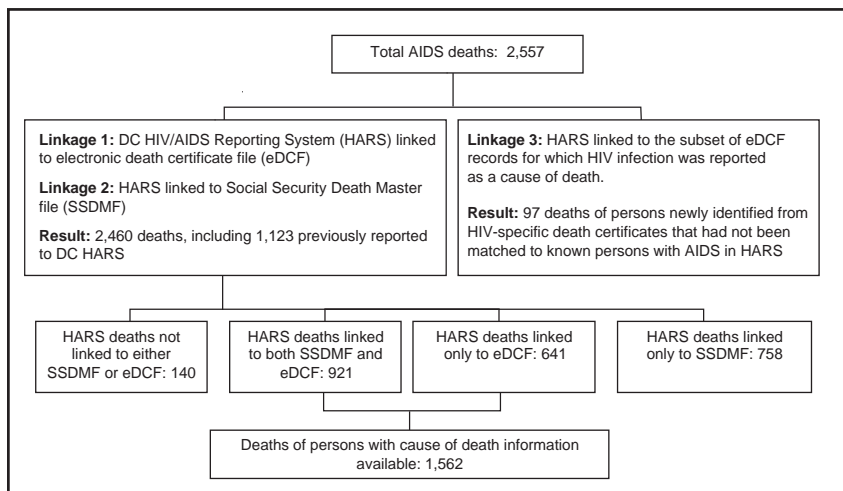 Total AIDS deaths: 2,557
Linkage 1: DC HIV/AIDS Reporting System (HARS) linked
to electronic death certificate file (eDCF)
Linkage 2: HARS linked to Social Security Death Master
file (SSDMF)
Result: 2,460 deaths, including 1,123 previously reported
to DC HARS
Linkage 3: HARS linked to the subset of eDCF
records for which HIV infection was reported
as a cause of death.
Result: 97 deaths of persons newly identified from
HIV-specific death certificates that had not been
matched to known persons with AIDS in HARS
HARS deaths not
linked to either
SSDMF or eDCF: 140
HARS deaths linked
to both SSDMF and
eDCF: 921
HARS deaths linked
only to eDCF: 641
HARS deaths linked
only to SSDMF: 758
Deaths of persons with cause of death information
available: 1,562